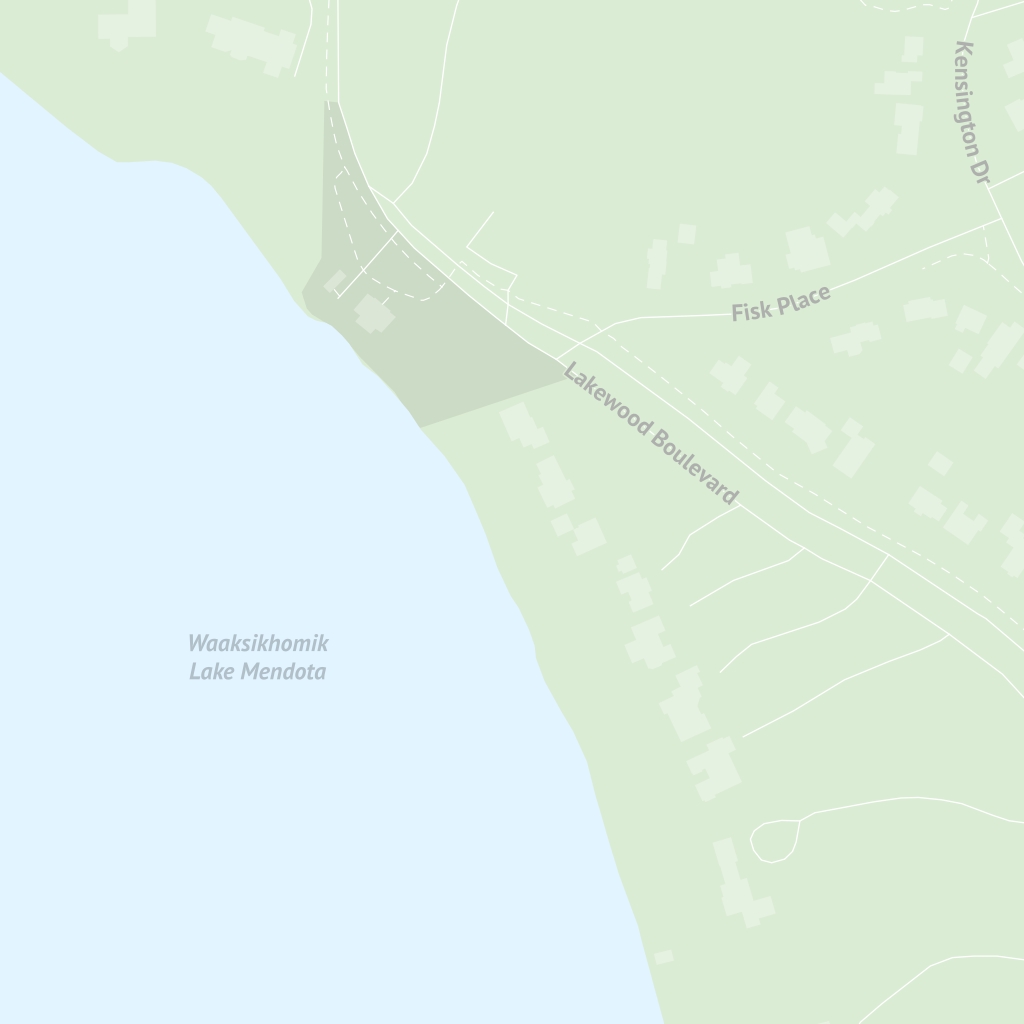 Kensington Dr
Fisk Place
Lakewood Boulevard
Waaksikhomik
Lake Mendota